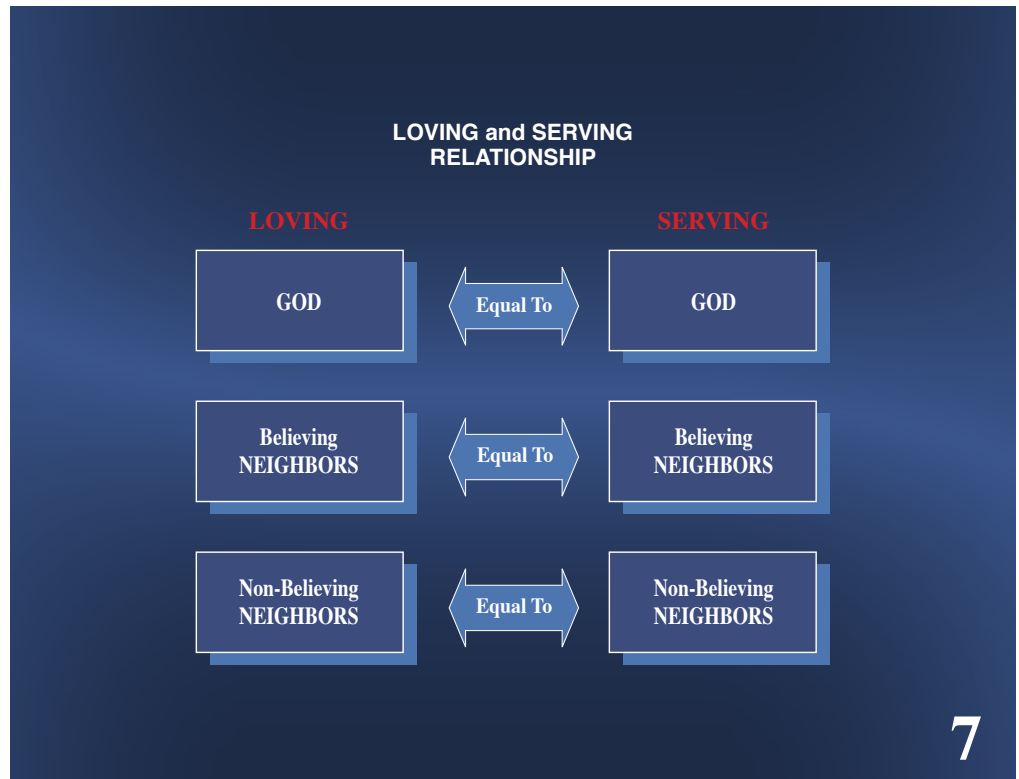 LOVING and SERVING
RELATIONSHIP
LOVING
SERVING
GOD
Equal To
GOD
Believing
NEIGHBORS
Equal To
Believing
NEIGHBORS
Non-Believing
NEIGHBORS
Equal To
Non-Believing
NEIGHBORS
7